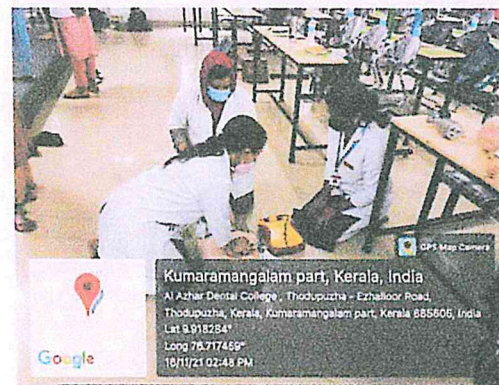 GPS Map Camera
Kumaramangalam part, Kerala, India
Al Azhar Dental College , Thodupuzha - Ezhalloor Road,
Thodupuzha, Kerala, Kumaramangalam part, Kerala 685605, India
Lat 9.918284°
Long 76.717459°
16/11/21 02:48 PM
Google